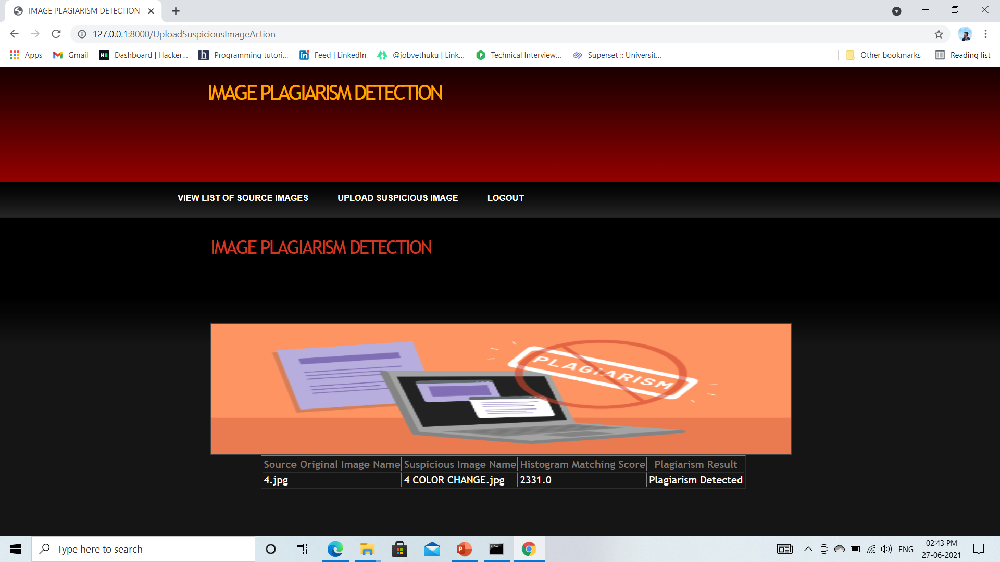 IMAGE PLAGIARISM DETECTION
127.0.0.1:8000/UploadSuspiciousImageAction
Apps Gmail Dashboard | Hacker... Programming tutori... Feed | LinkedIn @jobvethuku | Link... Technical Interview... Superset :: Universit... Other bookmarks Reading list
IMAGE PLAGIARISM DETECTION
VIEW LIST OF SOURCE IMAGES UPLOAD SUSPICIOUS IMAGE LOGOUT
IMAGE PLAGIARISM DETECTION
PLAGIARISM
Source Original Image Name Suspicious Image Name Histogram Matching Score Plagiarism Result
4.jpg 4 COLOR CHANGE.jpg 2331.0 Plagiarism Detected
Type here to search
ENG
02:43 PM
27-06-2021